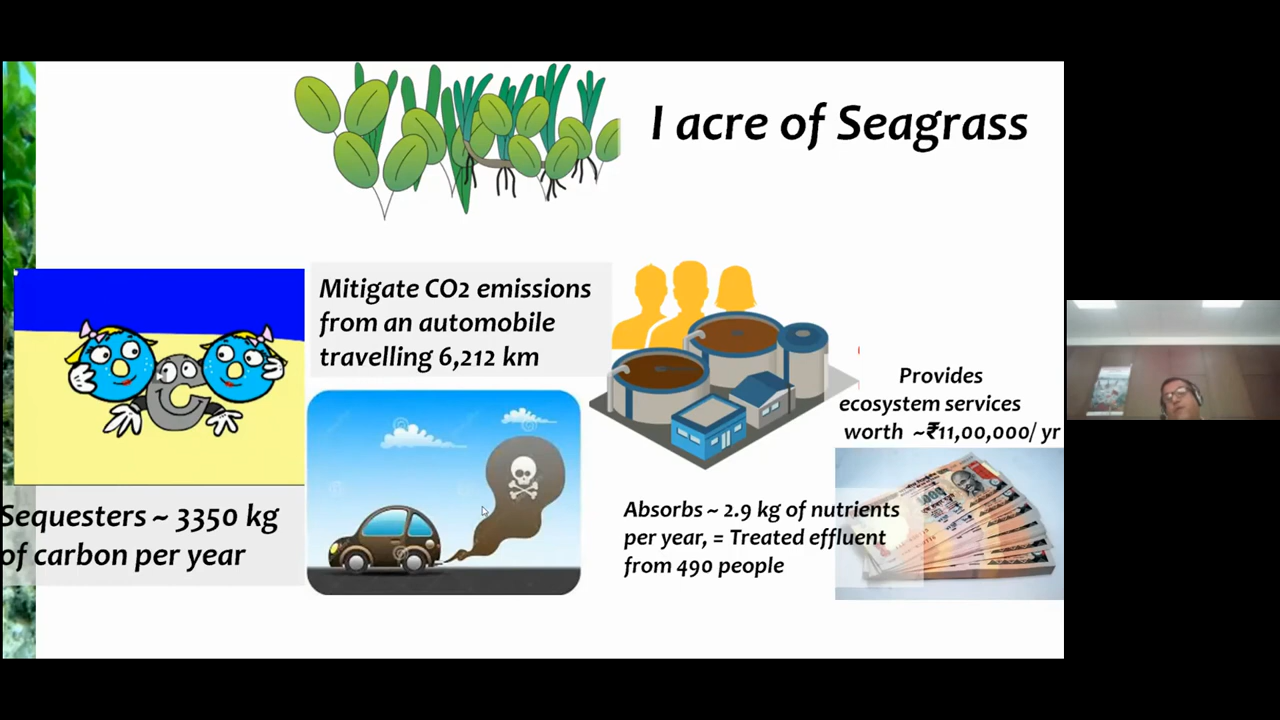 I acre of Seagrass
Mitigate CO2 emissions
from an automobile
travelling 6,212 km
Provides
ecosystem services
worth ~₹11,00,000/ yr
Sequesters ~ 3350 kg
of carbon per year
Absorbs ~ 2.9 kg of nutrients
per year, = Treated effluent
from 490 people